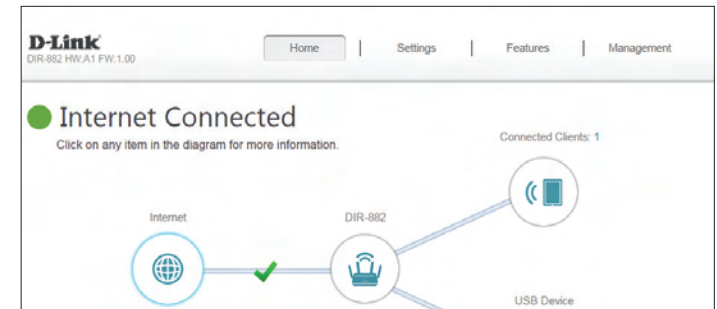 D-Link
DIR-882 HW:A1 FW:1.00
Home | Settings | Features | Management
Internet Connected
Click on any item in the diagram for more information.
Connected Clients: 1
Internet
DIR-882
USB Device